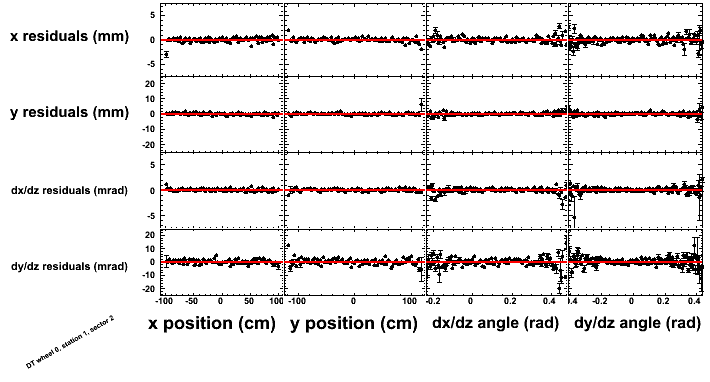 x residuals (mm)
5
0
-5
y residuals (mm)
20
10
0
-10
-20
dx/dz residuals (mrad)
5
0
-5
dy/dz residuals (mrad)
20
10
0
-10
-20
-100 -50 0 50 100 -100 0 100 -0.2 0 0.2 0.4 -0.4 -0.2 0 0.2 0.4
x position (cm) y position (cm) dx/dz angle (rad) dy/dz angle (rad)
DT wheel 0, station 1, sector 2